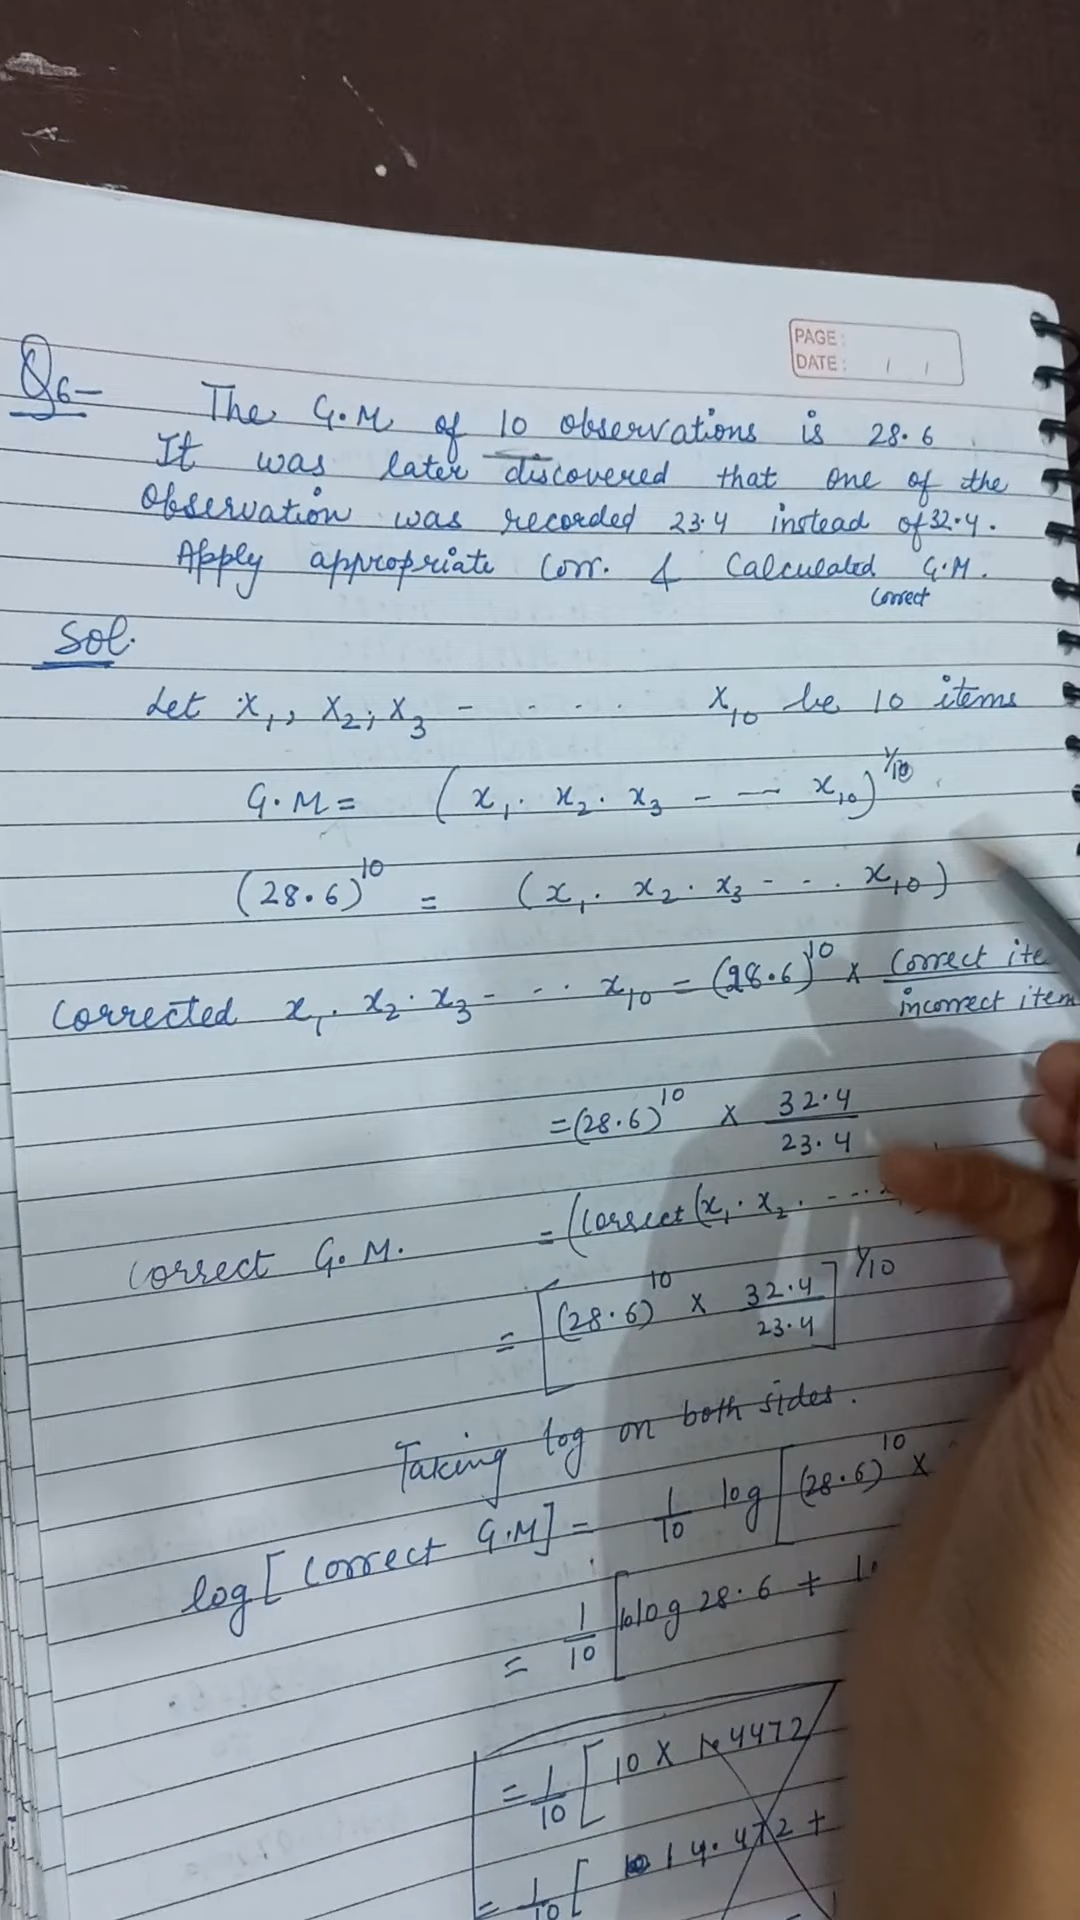 PAGE:
DATE: / /
Q6- The G.M of 10 observations is 28.6
It was later discovered that one of the
observation was recorded 23.4 instead of 32.4.
Apply appropriate Corr. & Calculated G.M.
Correct
Sol.
Let x₁, x₂, x₃ - - - - - x₁₀ be 10 items
G.M = (x₁. x₂. x₃ - -- x₁₀)^1/10
(28.6)^10 = (x₁. x₂. x₃ - - . x₁₀)
Corrected x₁. x₂. x₃ - - . x₁₀ = (28.6)^10 x Correct ite/incorrect item
= (28.6)^10 x 32.4/23.4
Correct G.M. = (Correct (x₁. x₂. - - -
= [(28.6)^10 x 32.4/23.4]^1/10
Taking log on both sides.
log [Correct G.M] = 1/10 log [(28.6)^10 x
= 1/10 [10log 28.6 +
= 1/10 [10 x 1.4472
= 1/10 [ 14.472 +